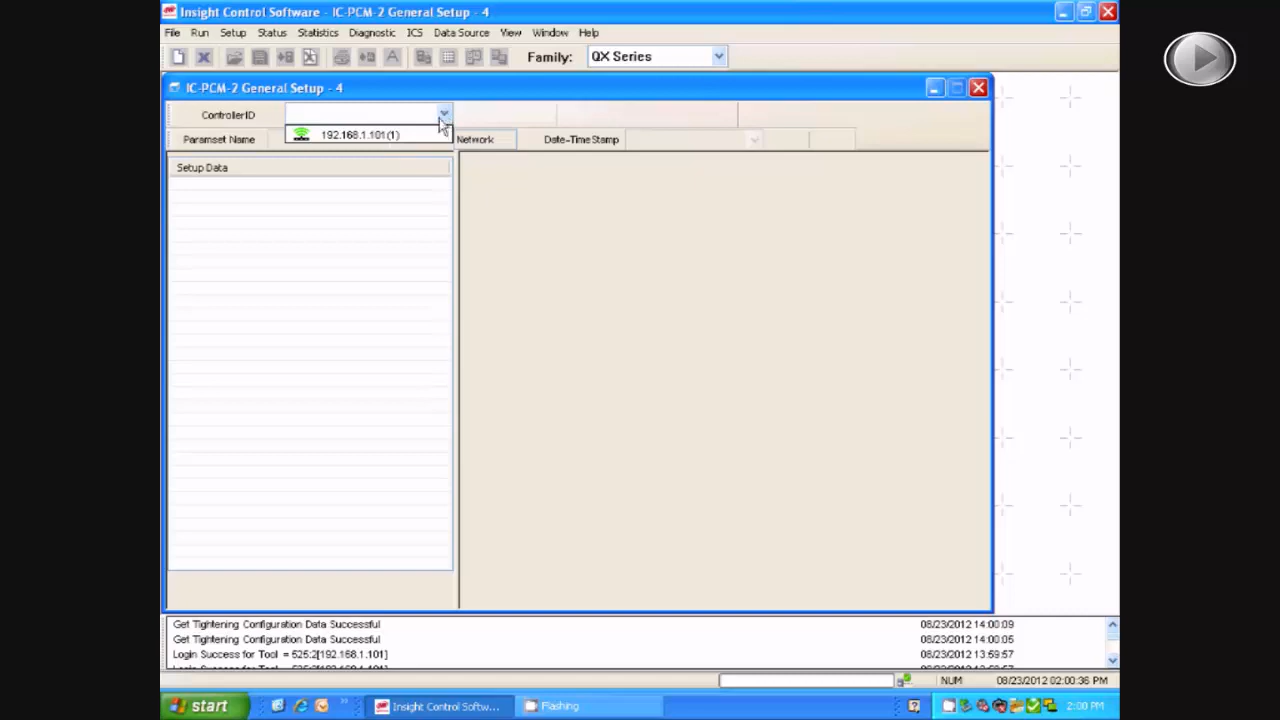 Insight Control Software - IC-PCM-2 General Setup - 4
File Run Setup Status Statistics Diagnostic ICS Data Source View Window Help
Family: QX Series
IC-PCM-2 General Setup - 4
ControllerID
192.168.1.101(1)
Paramset Name Network Date-Time Stamp
Setup Data
Get Tightening Configuration Data Successful 08/23/2012 14:00:09
Get Tightening Configuration Data Successful 08/23/2012 14:00:05
Login Success for Tool = 525:2[192.168.1.101] 08/23/2012 13:59:57
NUM 08/23/2012 02:00:36 PM
start Insight Control Softw... Flashing 2:00 PM